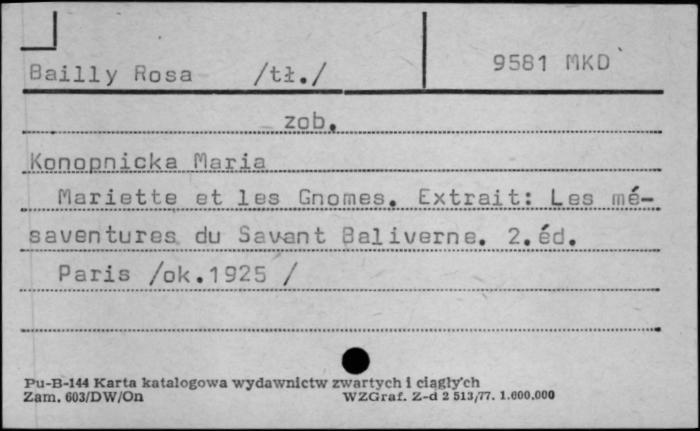 Bailly Rosa /tł./ 9581 MKD
zob.
Konopnicka Maria
Mariette et les Gnomes. Extrait: Les mé-
saventures du Savant Baliverne. 2.éd.
Paris /ok.1925 /
Pu-B-144 Karta katalogowa wydawnictw zwartych i ciągłych
Zam. 603/DW/On WZGraf. Z-d 2 513/77. 1.000.000